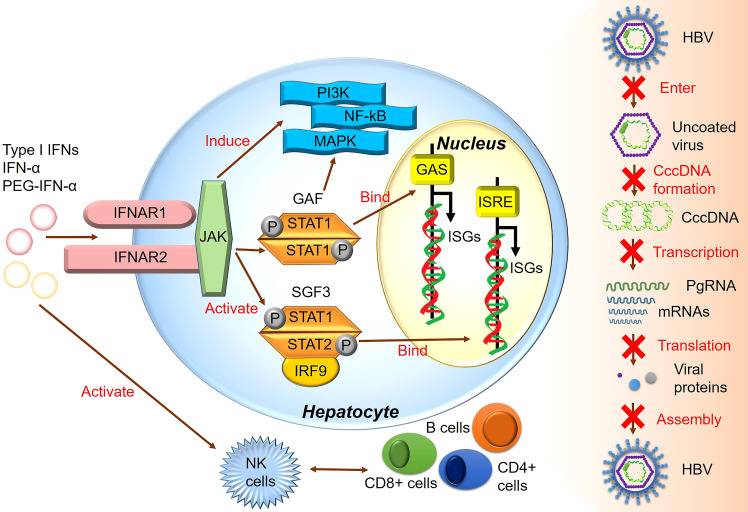 Type I IFNs
IFN-α
PEG-IFN-α
IFNAR1
IFNAR2
JAK
Induce
PI3K
NF-kB
MAPK
GAF
P
STAT1
STAT1
P
Bind
Activate
SGF3
P
STAT1
STAT2
P
IRF9
Bind
Nucleus
GAS
ISGs
ISRE
ISGs
Hepatocyte
Activate
NK
cells
B cells
CD8+ cells
CD4+
cells
HBV
Enter
Uncoated
virus
CccDNA
formation
CccDNA
Transcription
PgRNA
mRNAs
Translation
Viral
proteins
Assembly
HBV